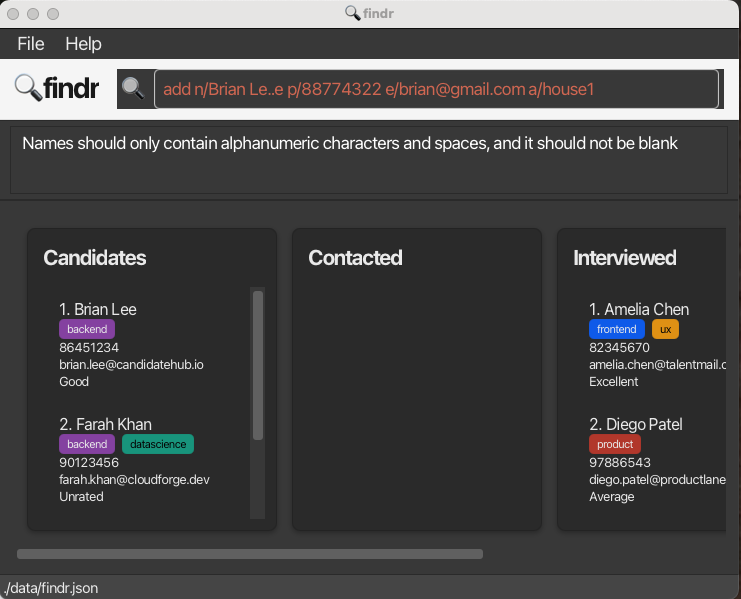 findr
File Help
findr
add n/Brian Le..e p/88774322 e/brian@gmail.com a/house1
Names should only contain alphanumeric characters and spaces, and it should not be blank
Candidates
1. Brian Lee
backend
86451234
brian.lee@candidatehub.io
Good
2. Farah Khan
backend datascience
90123456
farah.khan@cloudforge.dev
Unrated
Contacted
Interviewed
1. Amelia Chen
frontend ux
82345670
amelia.chen@talentmail.c
Excellent
2. Diego Patel
product
97886543
diego.patel@productlane
Average
./data/findr.json